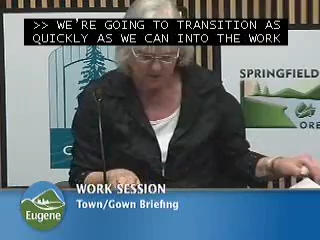 >> WE'RE GOING TO TRANSITION AS
QUICKLY AS WE CAN INTO THE WORK
SPRINGFIELD
ORE
WORK SESSION
Town/Gown Briefing
Eugene